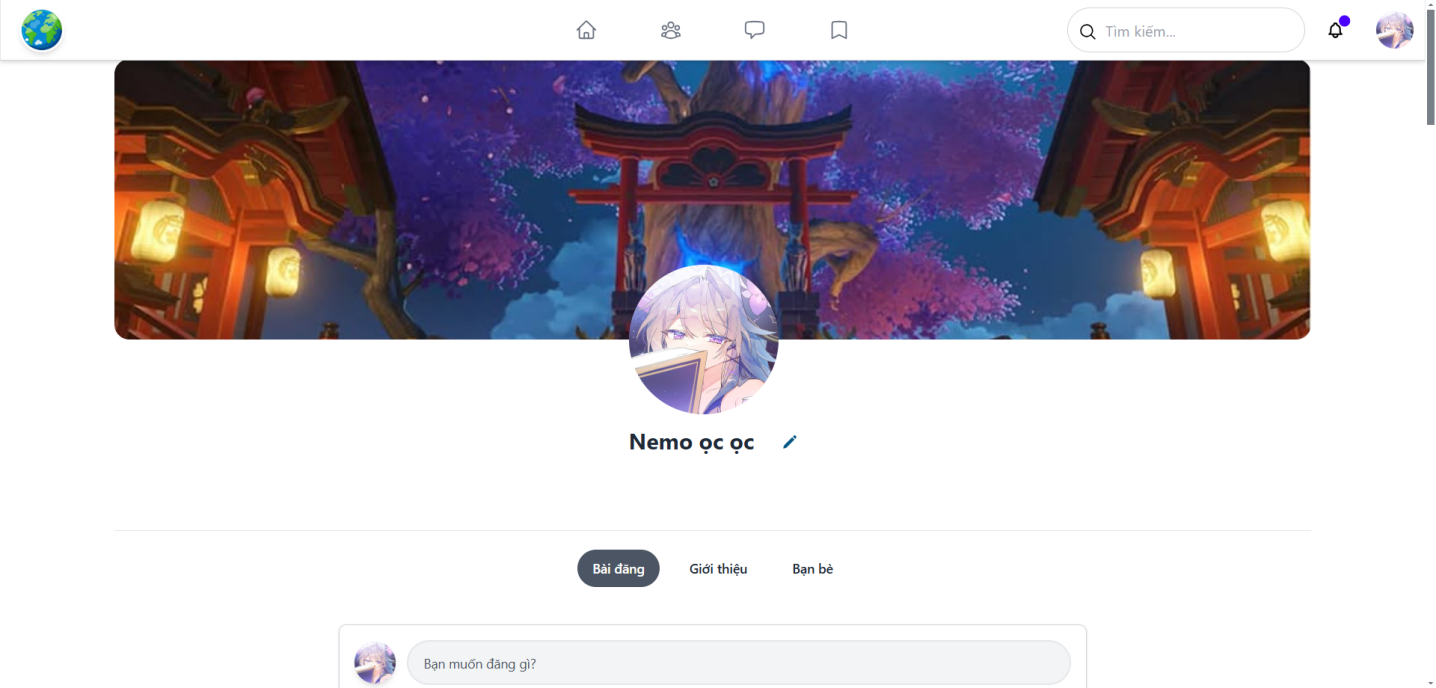 Tìm kiếm...
Nemo ọc ọc
Bài đăng Giới thiệu Bạn bè
Bạn muốn đăng gì?